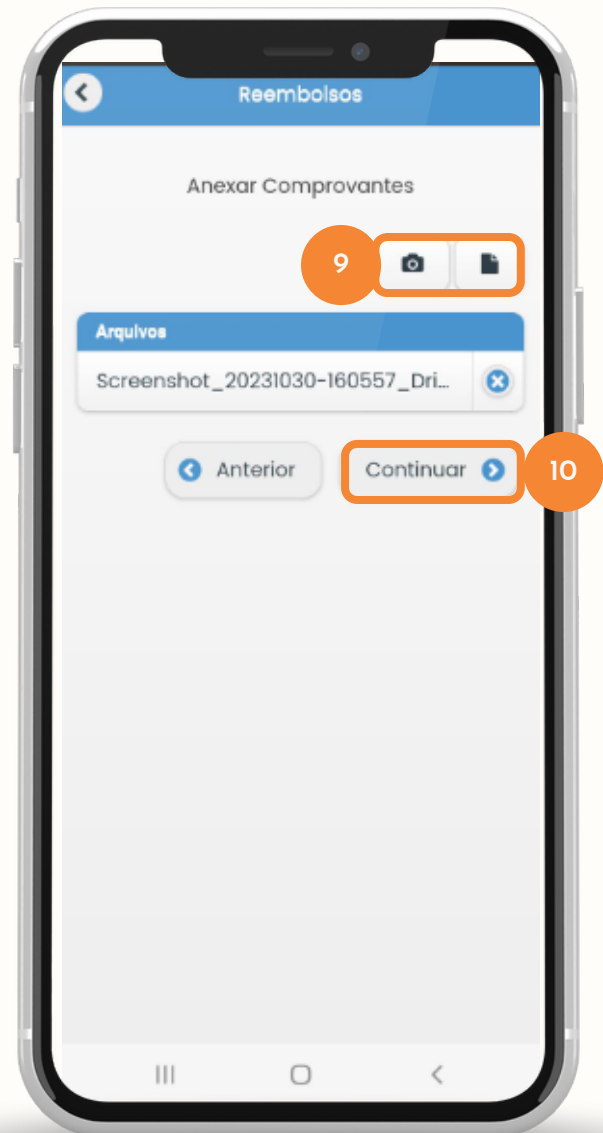 Reembolsos
Anexar Comprovantes
9
Arquivos
Screenshot_20231030-160557_Dri...
Anterior
Continuar
10